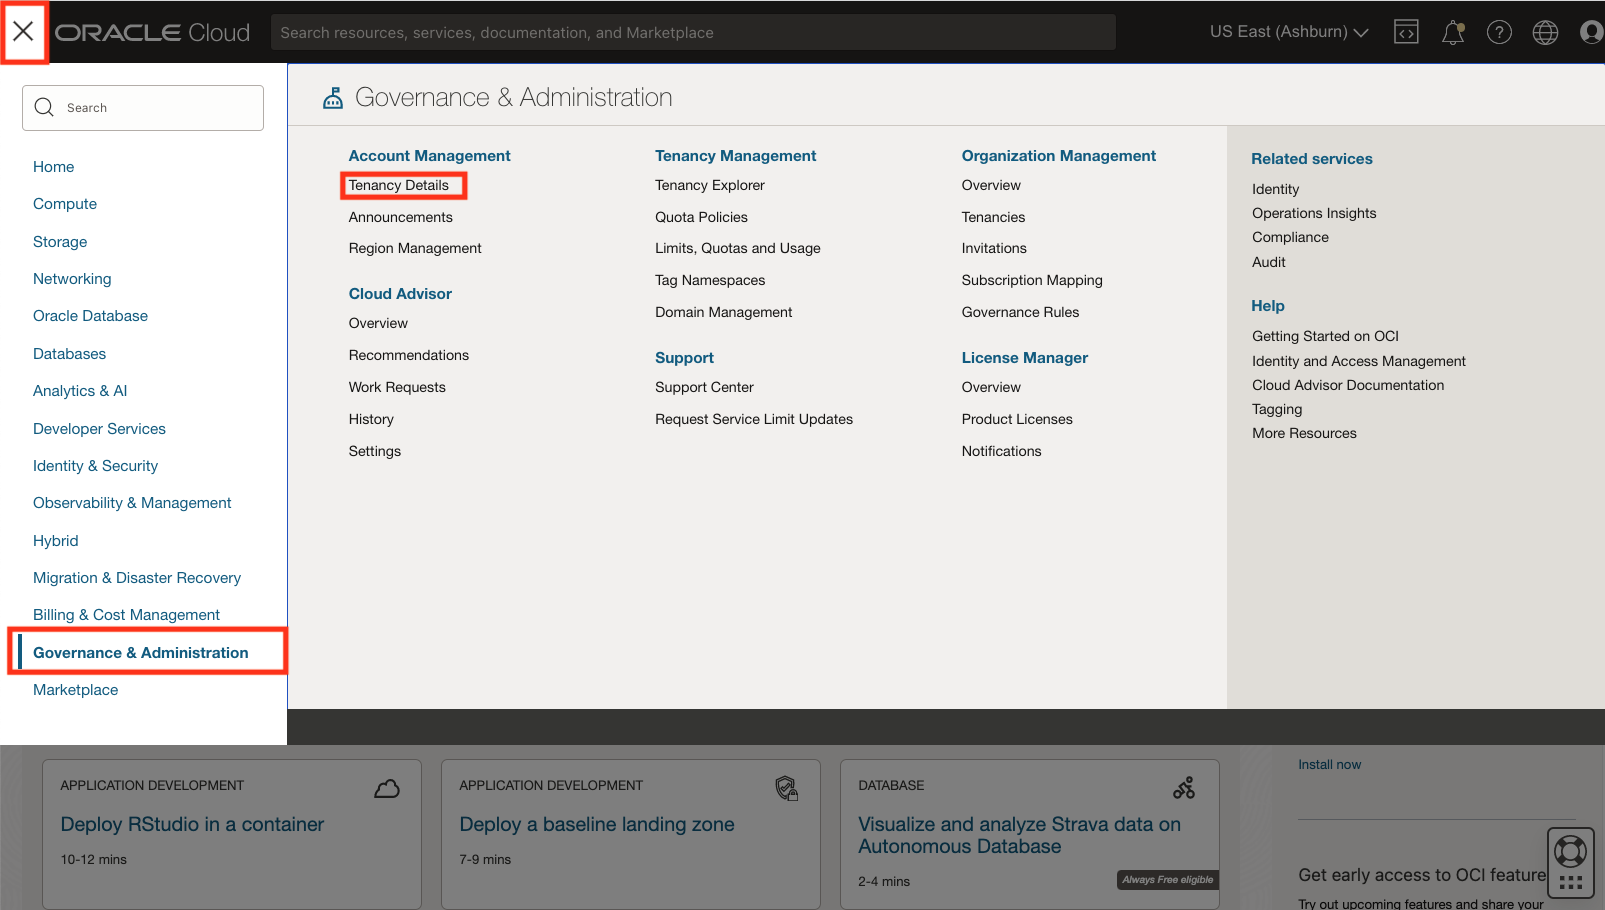 ORACLE Cloud
Search resources, services, documentation, and Marketplace
US East (Ashburn)
Search
Home
Compute
Storage
Networking
Oracle Database
Databases
Analytics & AI
Developer Services
Identity & Security
Observability & Management
Hybrid
Migration & Disaster Recovery
Billing & Cost Management
Governance & Administration
Marketplace
Governance & Administration
Account Management
Tenancy Details
Announcements
Region Management
Cloud Advisor
Overview
Recommendations
Work Requests
History
Settings
Tenancy Management
Tenancy Explorer
Quota Policies
Limits, Quotas and Usage
Tag Namespaces
Domain Management
Support
Support Center
Request Service Limit Updates
Organization Management
Overview
Tenancies
Invitations
Subscription Mapping
Governance Rules
License Manager
Overview
Product Licenses
Notifications
Related services
Identity
Operations Insights
Compliance
Audit
Help
Getting Started on OCI
Identity and Access Management
Cloud Advisor Documentation
Tagging
More Resources
APPLICATION DEVELOPMENT
Deploy RStudio in a container
10-12 mins
APPLICATION DEVELOPMENT
Deploy a baseline landing zone
7-9 mins
DATABASE
Visualize and analyze Strava data on
Autonomous Database
2-4 mins
Always Free eligible
Install now
Get early access to OCI feature
Try out upcoming features and share your